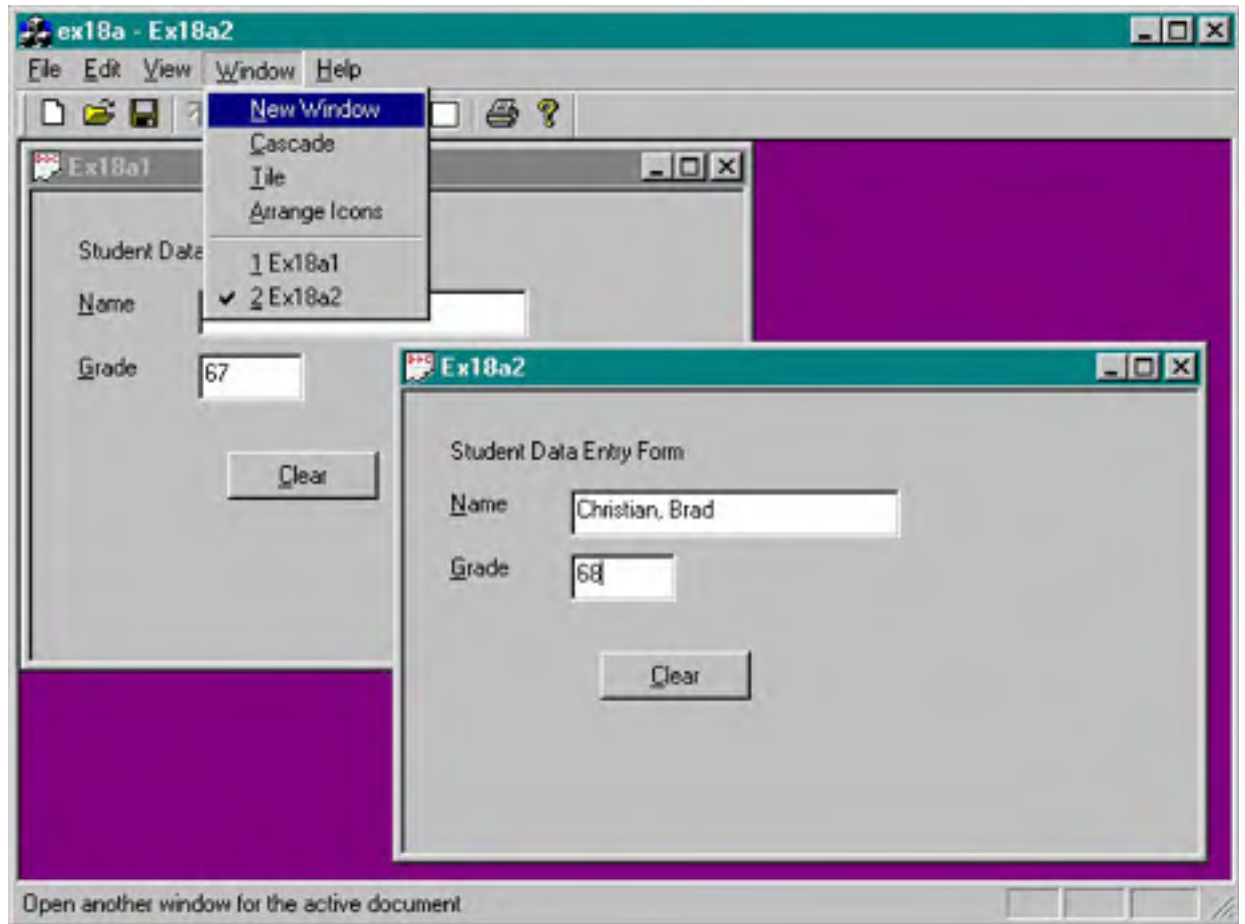 ex18a - Ex18a2
File Edit View Window Help
New Window
Cascade
Tile
Arrange Icons
1 Ex18a1
2 Ex18a2
Ex18a1
Student Data
Name
Grade
67
Clear
Ex18a2
Student Data Entry Form
Name
Christian, Brad
Grade
68
Clear
Open another window for the active document